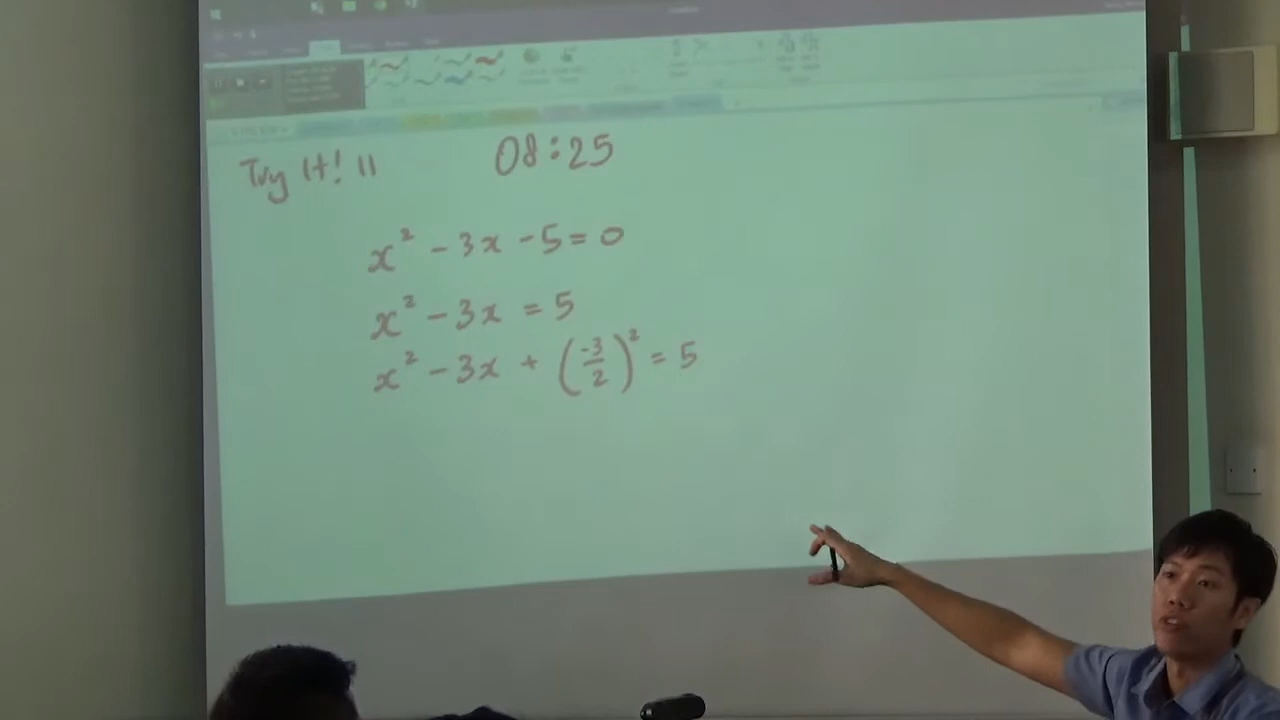 Try It! 11 08:25
x² - 3x - 5 = 0
x² - 3x = 5
x² - 3x + (-3/2)² = 5